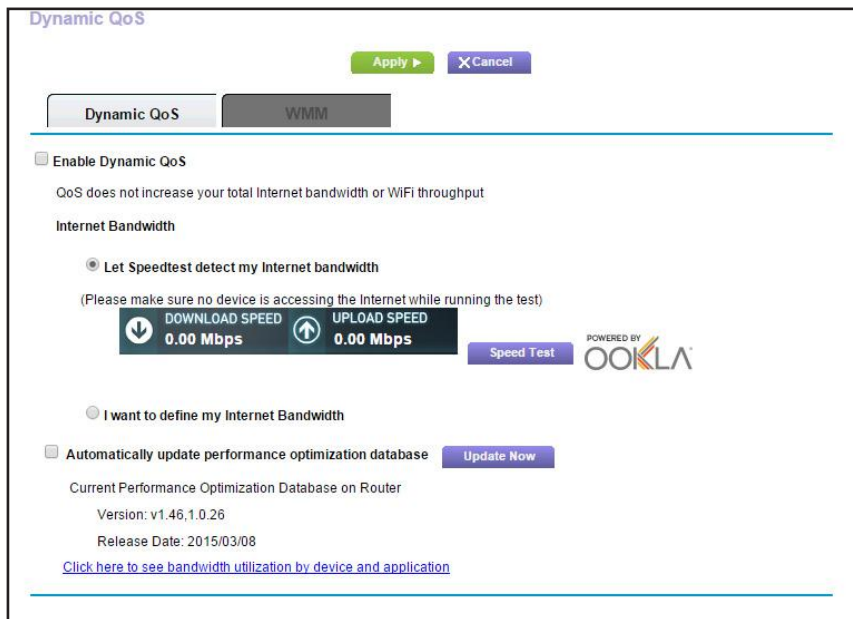 Dynamic QoS
Apply ▶ X Cancel
Dynamic QoS WMM
Enable Dynamic QoS
QoS does not increase your total Internet bandwidth or WiFi throughput
Internet Bandwidth
Let Speedtest detect my Internet bandwidth
(Please make sure no device is accessing the Internet while running the test)
DOWNLOAD SPEED UPLOAD SPEED
0.00 Mbps 0.00 Mbps
Speed Test POWERED BY OOKLA
I want to define my Internet Bandwidth
Automatically update performance optimization database Update Now
Current Performance Optimization Database on Router
Version: v1.46,1.0.26
Release Date: 2015/03/08
Click here to see bandwidth utilization by device and application